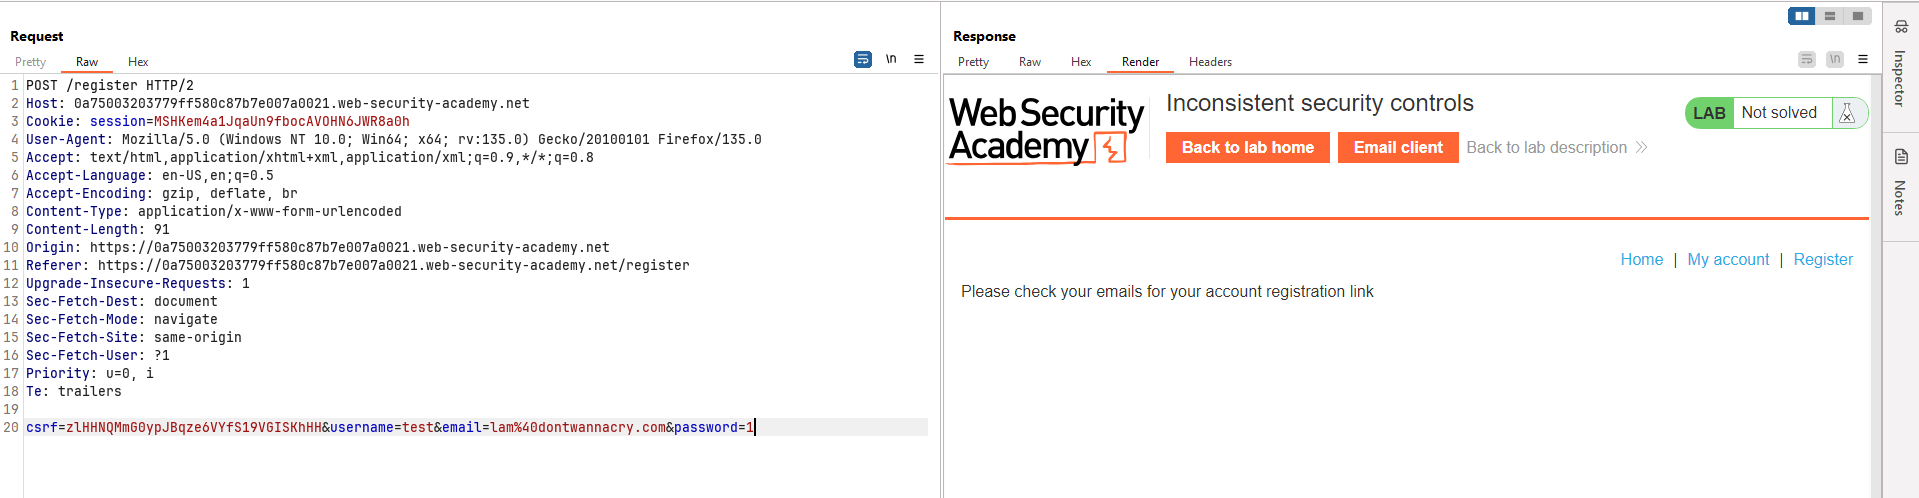 Request
Pretty Raw Hex
\n
1 POST /register HTTP/2
2 Host: 0a75003203779ff580c87b7e007a0021.web-security-academy.net
3 Cookie: session=MSHKem4a1JqaUn9fbocAVOHN6JWR8a0h
4 User-Agent: Mozilla/5.0 (Windows NT 10.0; Win64; x64; rv:135.0) Gecko/20100101 Firefox/135.0
5 Accept: text/html,application/xhtml+xml,application/xml;q=0.9,*/*;q=0.8
6 Accept-Language: en-US,en;q=0.5
7 Accept-Encoding: gzip, deflate, br
8 Content-Type: application/x-www-form-urlencoded
9 Content-Length: 91
10 Origin: https://0a75003203779ff580c87b7e007a0021.web-security-academy.net
11 Referer: https://0a75003203779ff580c87b7e007a0021.web-security-academy.net/register
12 Upgrade-Insecure-Requests: 1
13 Sec-Fetch-Dest: document
14 Sec-Fetch-Mode: navigate
15 Sec-Fetch-Site: same-origin
16 Sec-Fetch-User: ?1
17 Priority: u=0, i
18 Te: trailers
19
20 csrf=zlHHNQMmG0ypJBqze6VYfS19VGISKhHH&username=test&email=lam%40dontwannacry.com&password=1
Response
Pretty Raw Hex Render Headers
\n
Web Security
Academy
Inconsistent security controls
Back to lab home Email client Back to lab description
LAB Not solved
Home | My account | Register
Please check your emails for your account registration link
Inspector
Notes